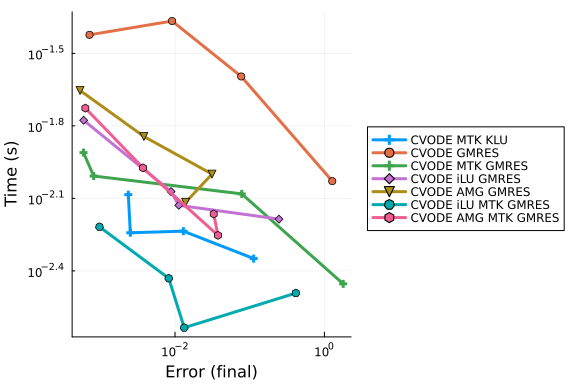 10^-1.5
10^-1.8
10^-2.1
10^-2.4
Time (s)
10^-2
10^0
Error (final)
CVODE MTK KLU
CVODE GMRES
CVODE MTK GMRES
CVODE iLU GMRES
CVODE AMG GMRES
CVODE iLU MTK GMRES
CVODE AMG MTK GMRES